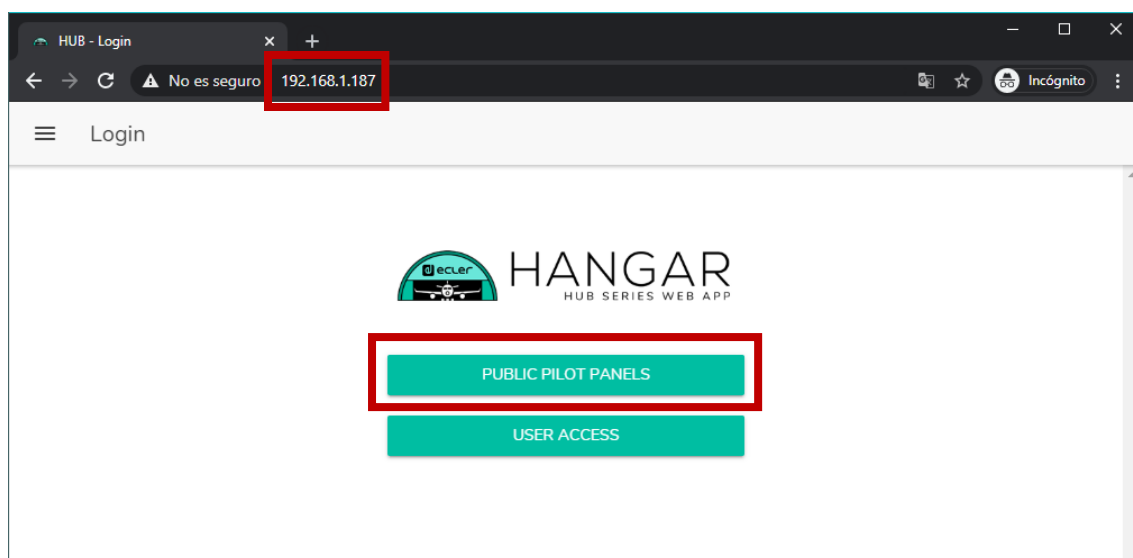 HUB - Login
No es seguro 192.168.1.187 Incógnito
Login
ecler HANGAR
HUB SERIES WEB APP
PUBLIC PILOT PANELS
USER ACCESS